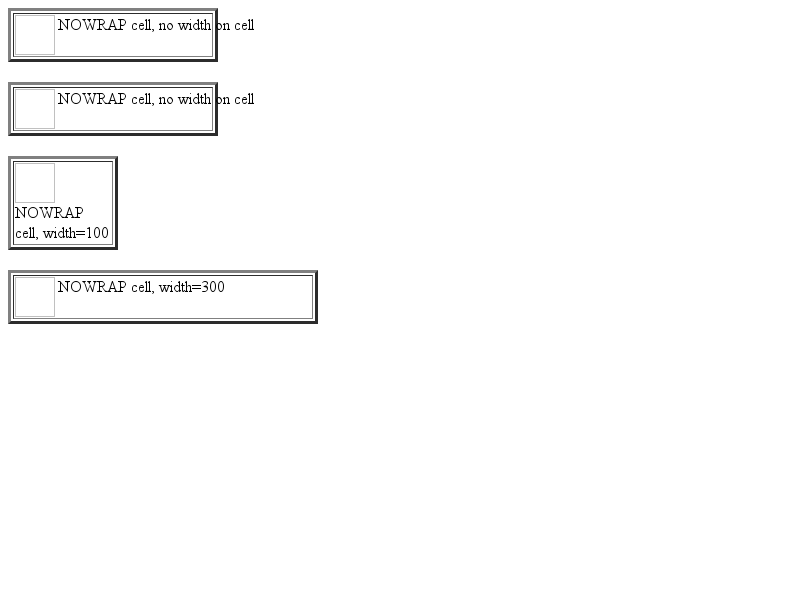 NOWRAP cell, no width on cell
NOWRAP cell, no width on cell
NOWRAP
cell, width=100
NOWRAP cell, width=300